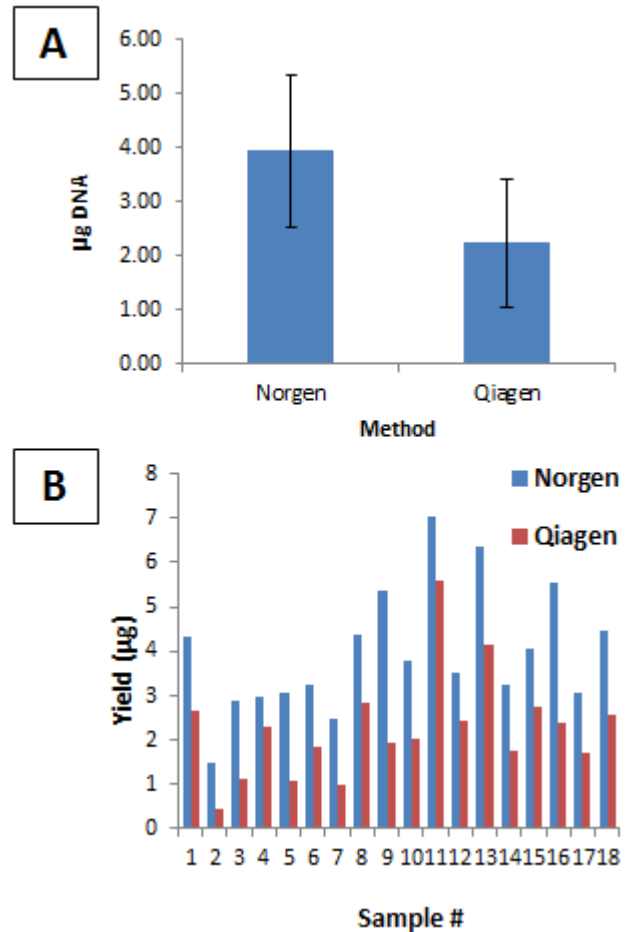 A
6.00
5.00
4.00
3.00
2.00
1.00
0.00
µg DNA
Norgen Qiagen
Method
B
8
7
6
5
4
3
2
1
0
Yield (µg)
Norgen
Qiagen
1 2 3 4 5 6 7 8 9 10 11 12 13 14 15 16 17 18
Sample #